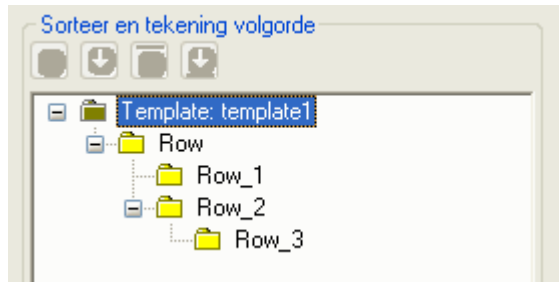 Sorteer en tekening volgorde
Template: template1
Row
Row_1
Row_2
Row_3